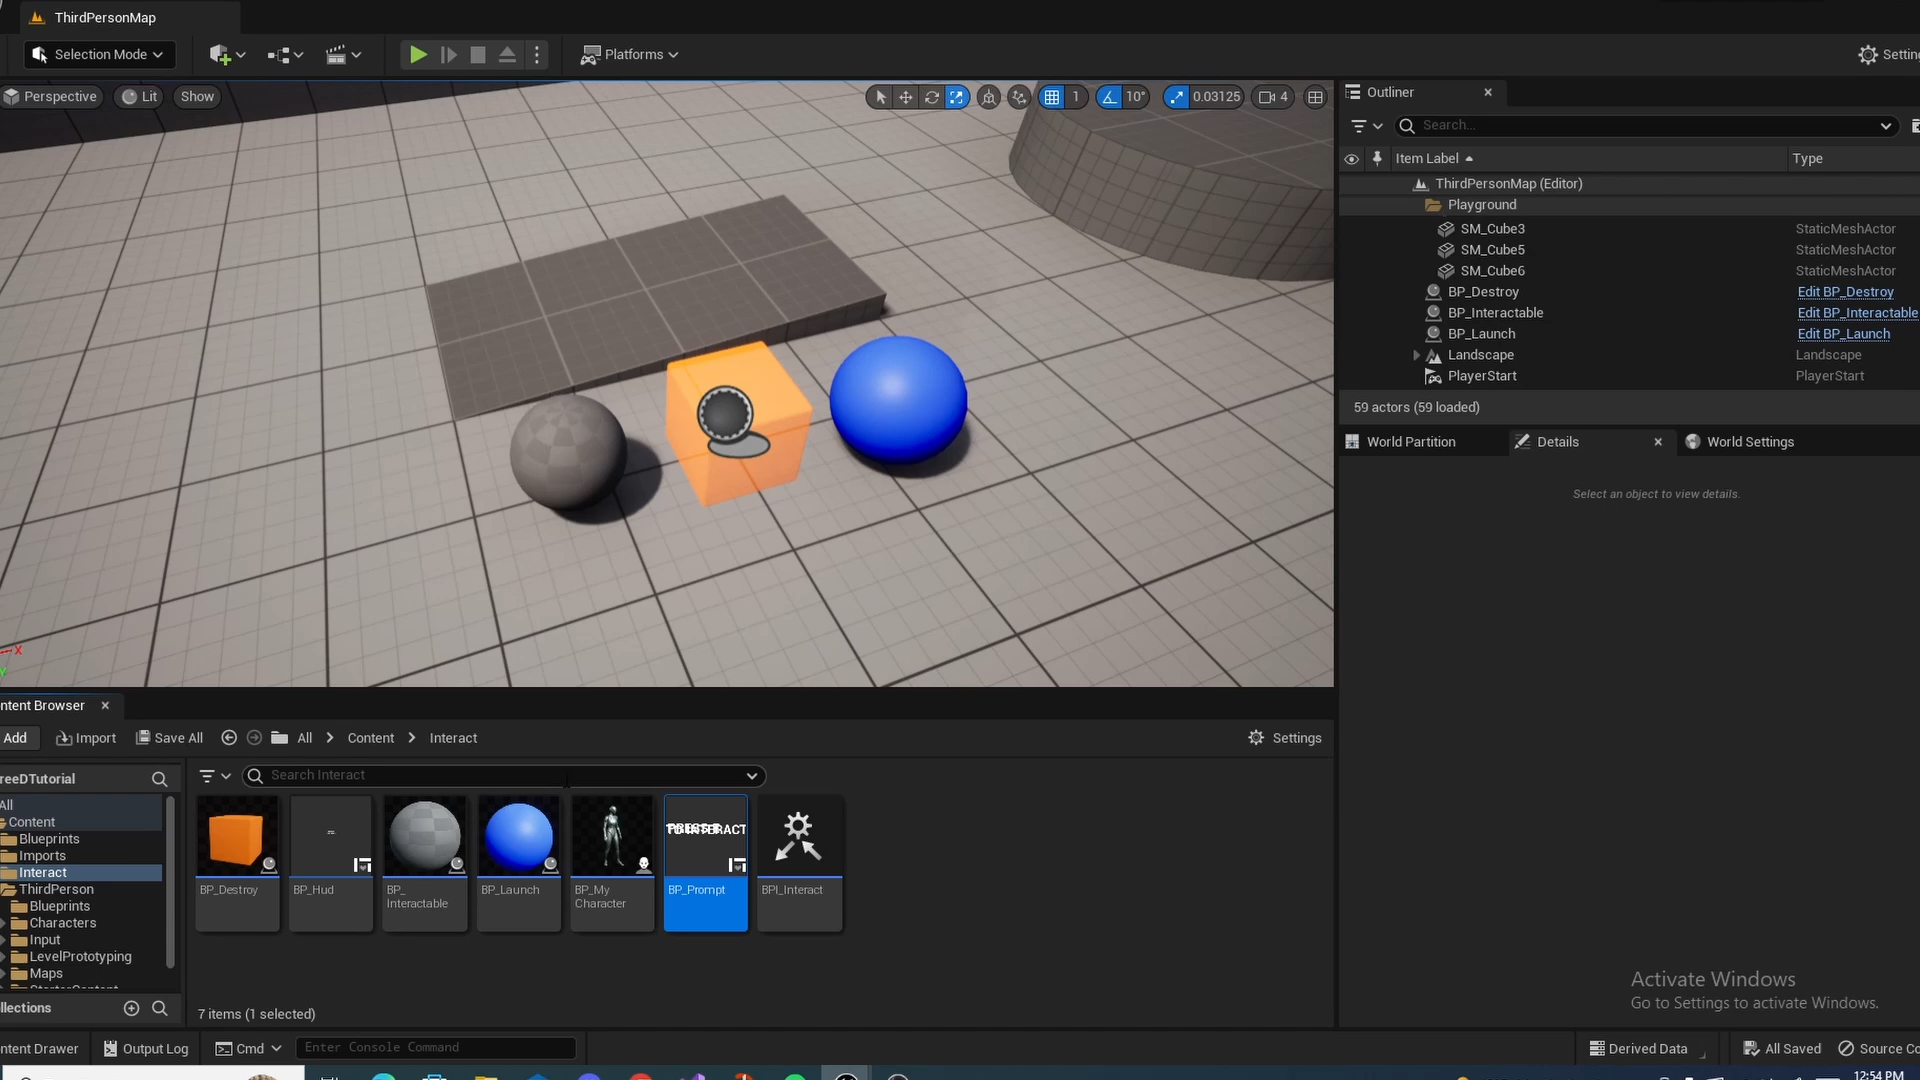 ThirdPersonMap
Selection Mode
Platforms
Settin
Perspective
Lit
Show
1
10°
0.03125
4
Outliner
Search...
Item Label
Type
ThirdPersonMap (Editor)
Playground
SM_Cube3
StaticMeshActor
SM_Cube5
StaticMeshActor
SM_Cube6
StaticMeshActor
BP_Destroy
Edit BP_Destroy
BP_Interactable
Edit BP_Interactable
BP_Launch
Edit BP_Launch
Landscape
Landscape
PlayerStart
PlayerStart
59 actors (59 loaded)
World Partition
Details
World Settings
Select an object to view details.
X
Y
ntent Browser
Add
Import
Save All
All
Content
Interact
Settings
reeDTutorial
Search Interact
All
Content
Blueprints
Imports
Interact
ThirdPerson
Blueprints
Characters
Input
LevelPrototyping
Maps
StarterContent
BP_Destroy
BP_Hud
BP_
Interactable
BP_Launch
BP_My
Character
BP_Prompt
BPI_Interact
llections
7 items (1 selected)
Activate Windows
Go to Settings to activate Windows.
ntent Drawer
Output Log
Cmd
Enter Console Command
Derived Data
All Saved
Source Co
12:54 PM